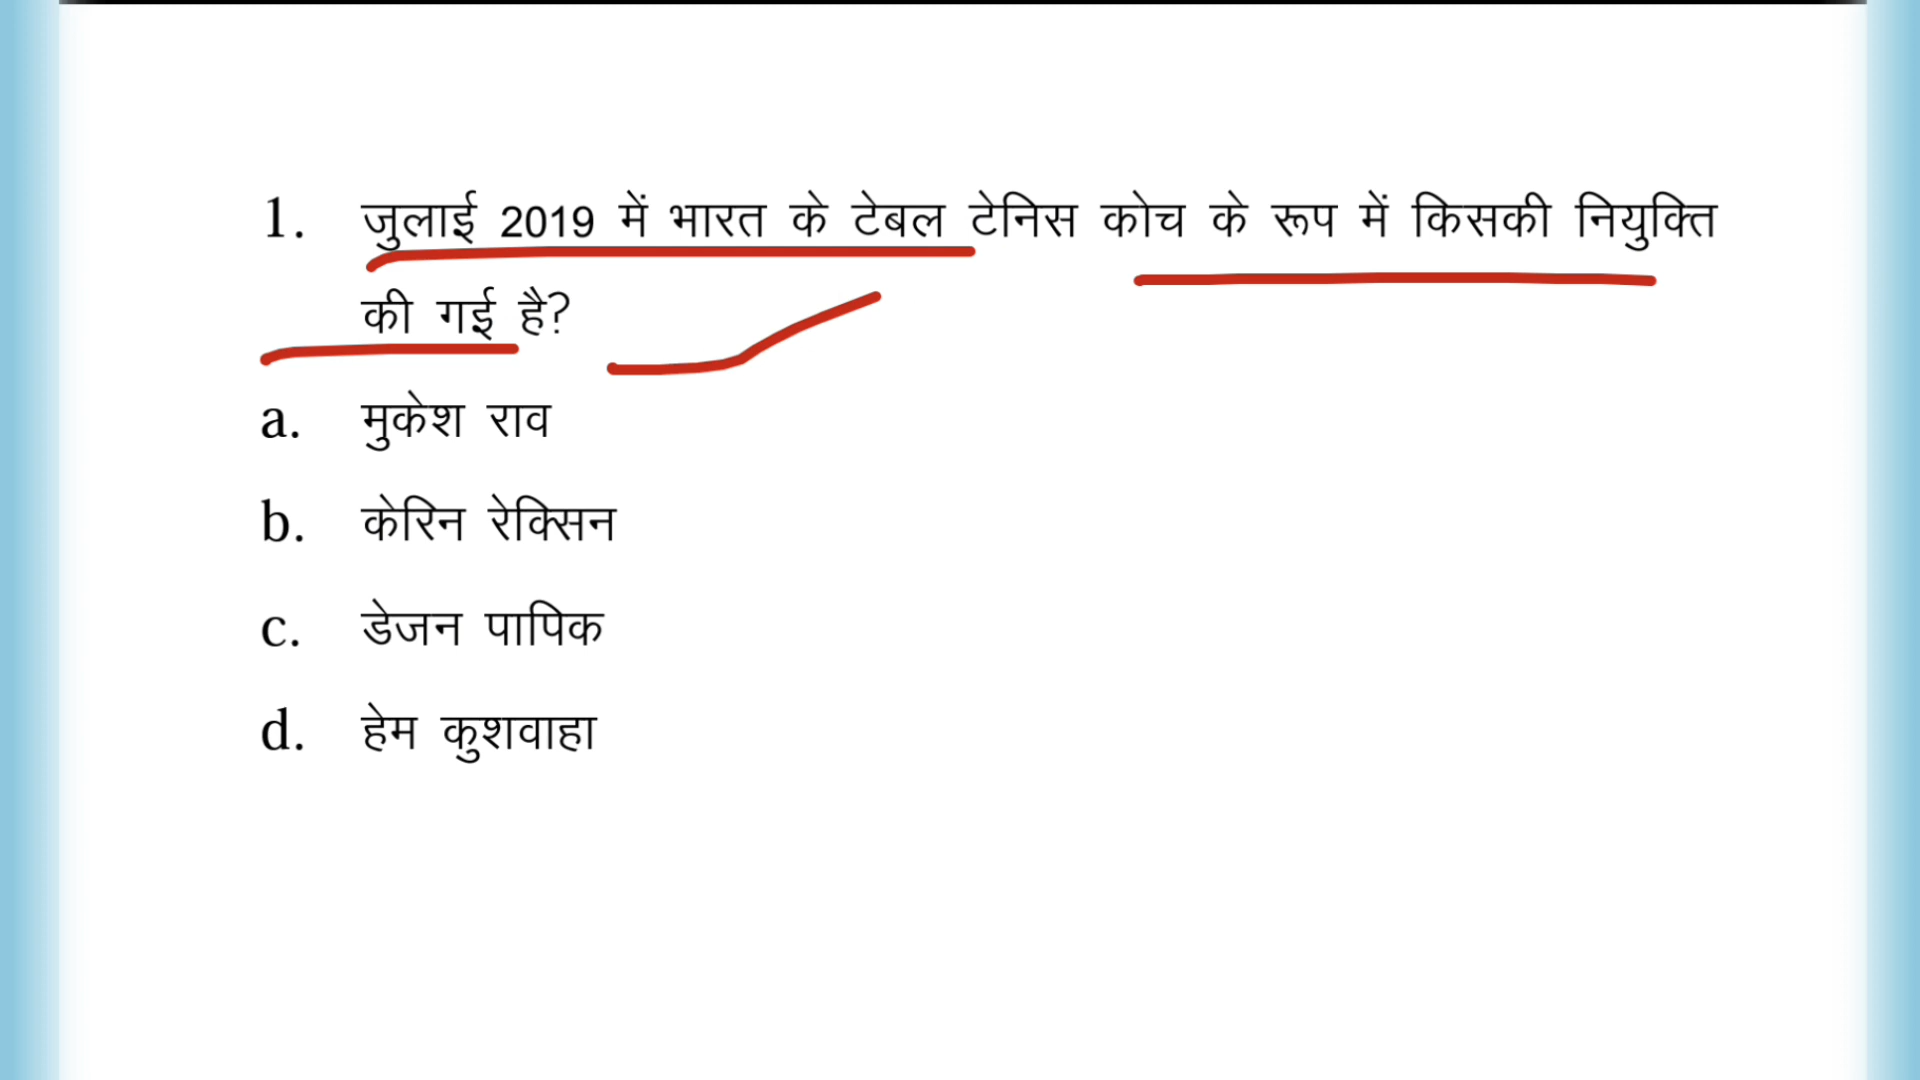 1. जुलाई 2019 में भारत के टेबल टेनिस कोच के रूप में किसकी नियुक्ति
की गई है?
a. मुकेश राव
b. केरिन रेक्सिन
c. डेजन पापिक
d. हेम कुशवाहा